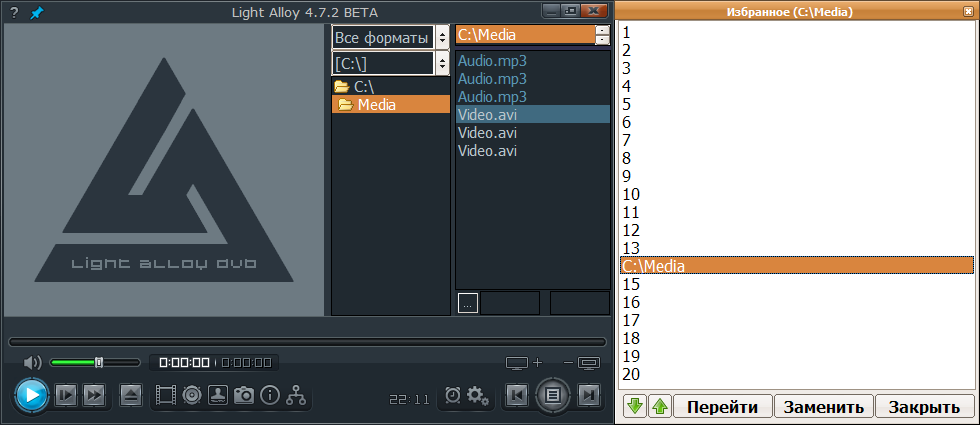 ? Light Alloy 4.7.2 BETA
Все форматы
[C:\]
C:\
Media
C:\Media
Audio.mp3
Audio.mp3
Audio.mp3
Video.avi
Video.avi
Video.avi
...
Light alloy DVD
0:00:00 / 0:00:00
22:11
Избранное (C:\Media)
1
2
3
4
5
6
7
8
9
10
11
12
13
C:\Media
15
16
17
18
19
20
Перейти
Заменить
Закрыть